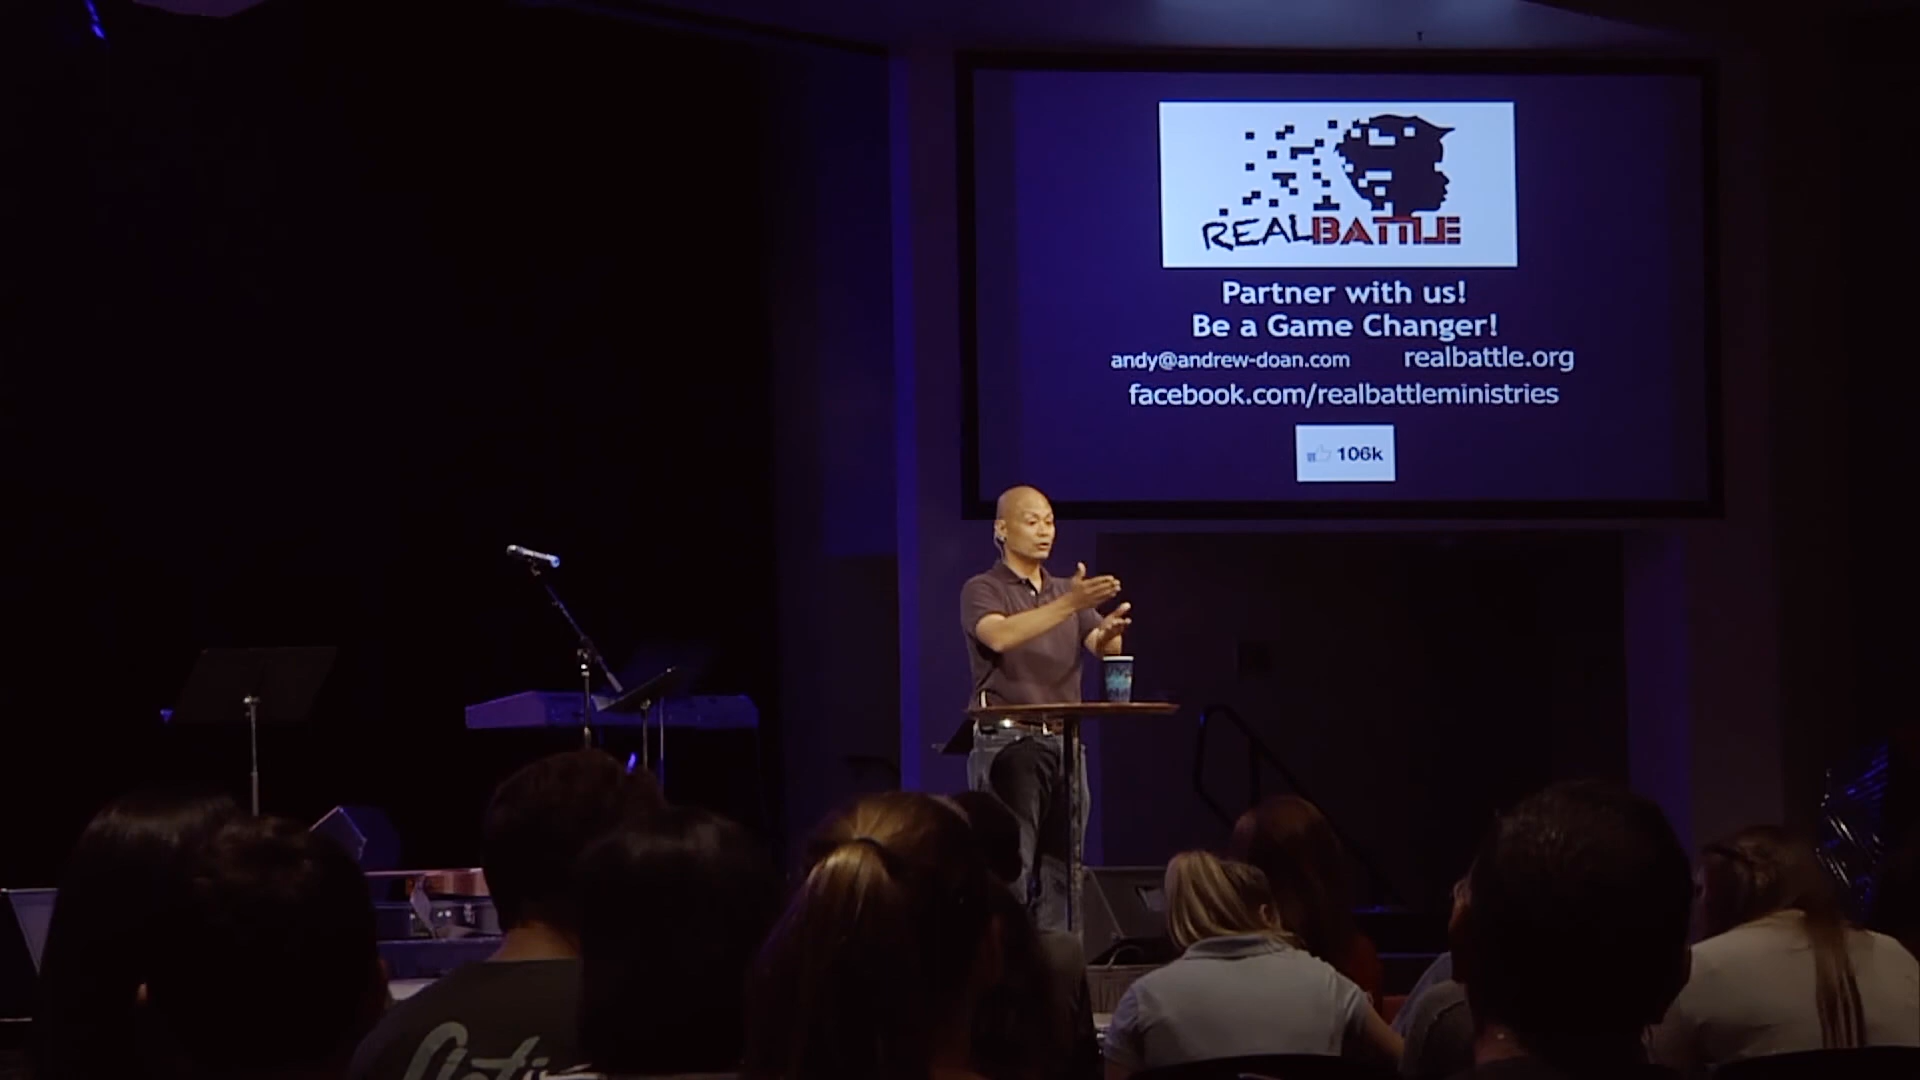 REALBATTLE
Partner with us!
Be a Game Changer!
andy@andrew-doan.com realbattle.org
facebook.com/realbattleministries
106k